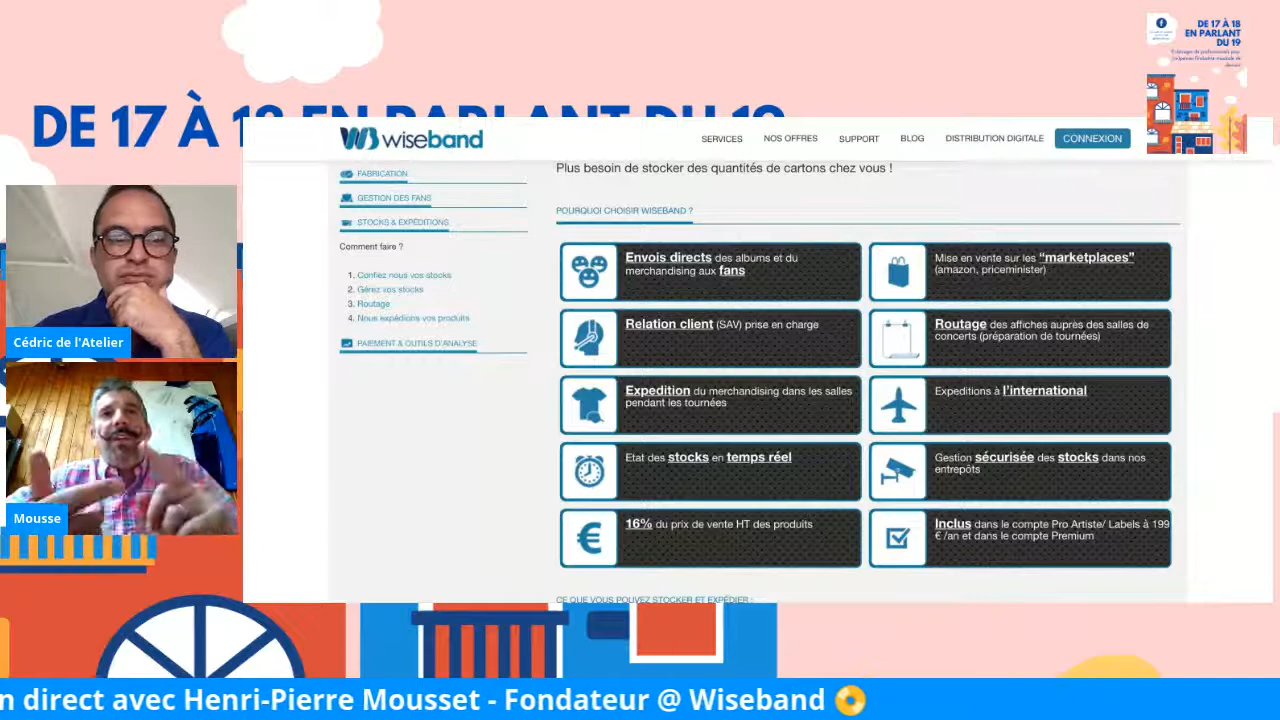 DE 17 À 18 EN PARLANT DU 19
DE 17 À 18
EN PARLANT
DU 19
wiseband
SERVICES
NOS OFFRES
SUPPORT
BLOG
DISTRIBUTION DIGITALE
CONNEXION
FABRICATION
GESTION DES FANS
STOCKS & EXPÉDITIONS
Comment faire ?
1. Confiez nous vos stocks
2. Gérez vos stocks
3. Routage
4. Nous expédions vos produits
PAIEMENT & OUTILS D'ANALYSE
Plus besoin de stocker des quantités de cartons chez vous !
POURQUOI CHOISIR WISEBAND ?
Envois directs des albums et du
merchandising aux fans
Mise en vente sur les “marketplaces”
(amazon, priceminister)
Relation client (SAV) prise en charge
Routage des affiches auprès des salles de
concerts (préparation de tournées)
Expedition du merchandising dans les salles
pendant les tournées
Expeditions à l'international
Etat des stocks en temps réel
Gestion sécurisée des stocks dans nos
entrepôts
16% du prix de vente HT des produits
Inclus dans le compte Pro Artiste/ Labels à 199
€ /an et dans le compte Premium
CE QUE VOUS POUVEZ STOCKER ET EXPÉDIER :
Cédric de l'Atelier
Mousse
n direct avec Henri-Pierre Mousset - Fondateur @ Wiseband